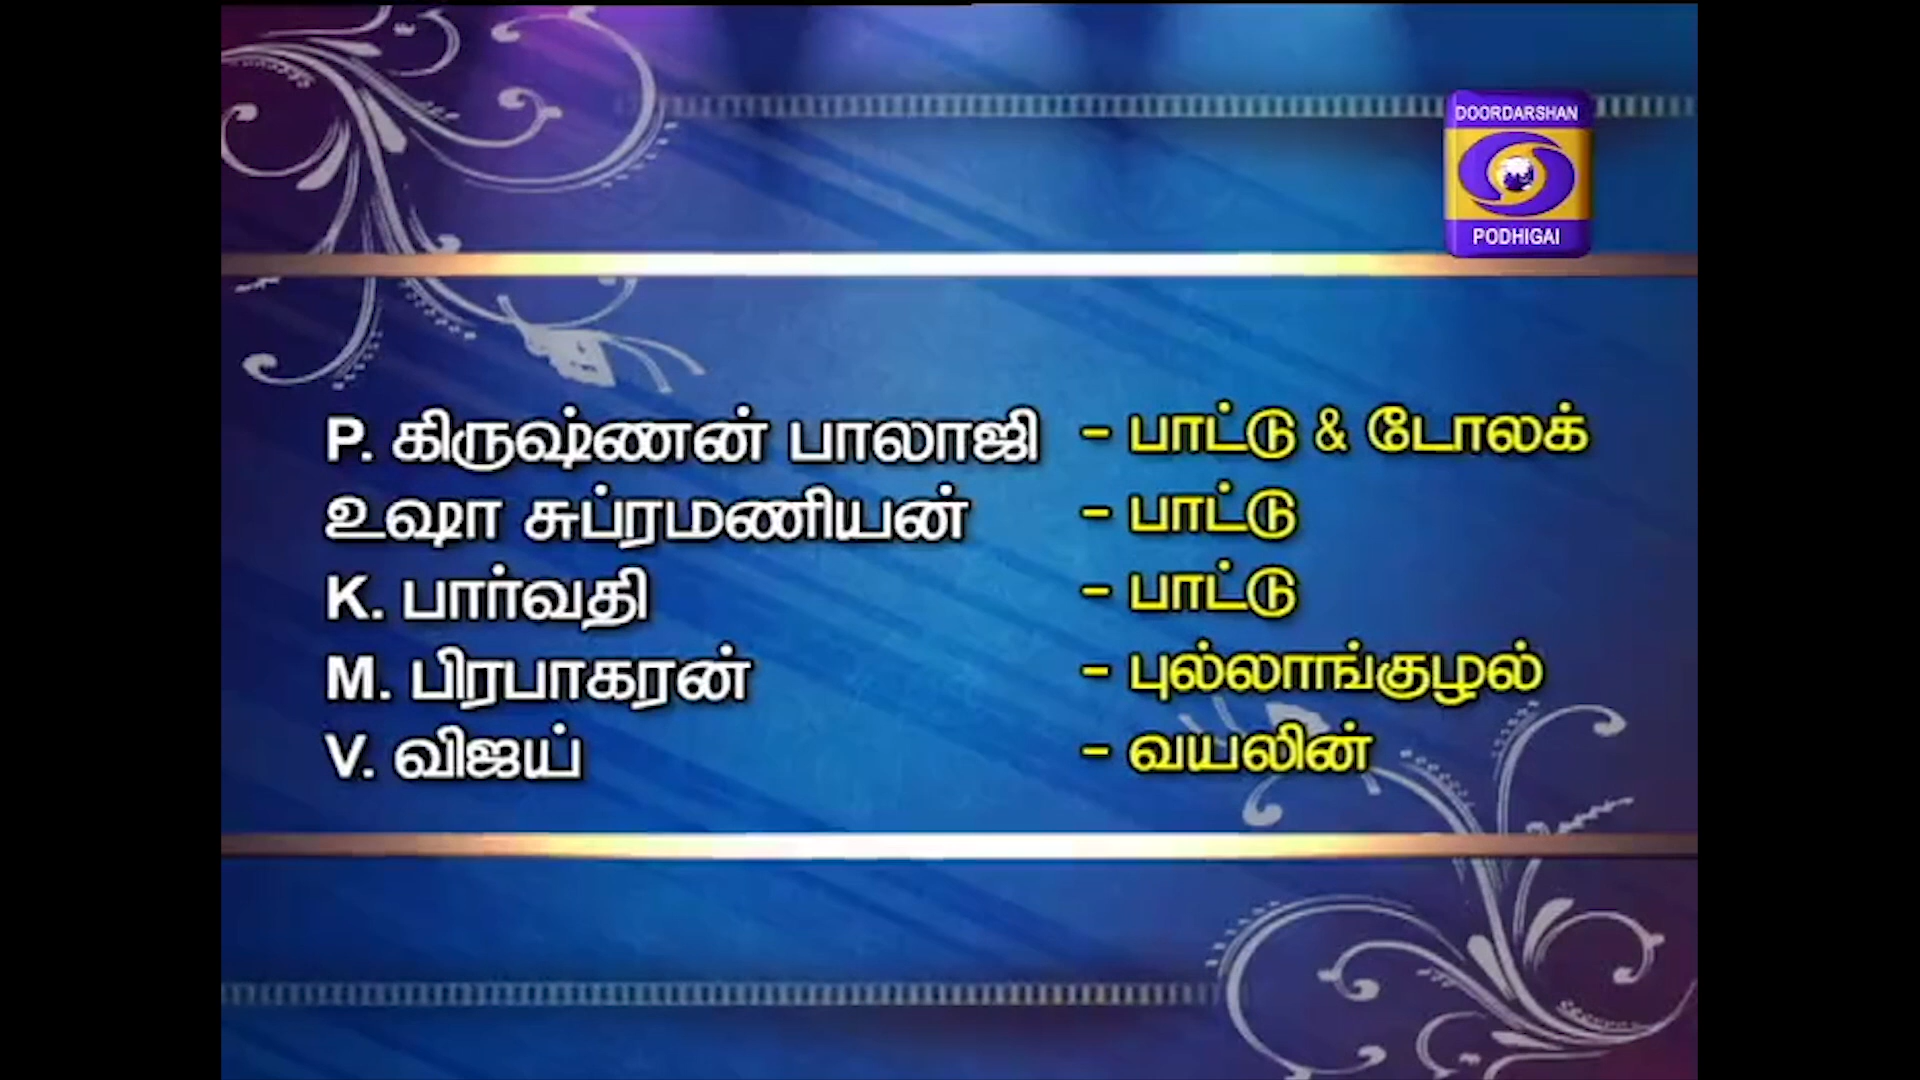 DOORDARSHAN
PODHIGAI
P. கிருஷ்ணன் பாலாஜி - பாட்டு & டோலக்
உஷா சுப்ரமணியன் - பாட்டு
K. பார்வதி - பாட்டு
M. பிரபாகரன் - புல்லாங்குழல்
V. விஜய் - வயலின்